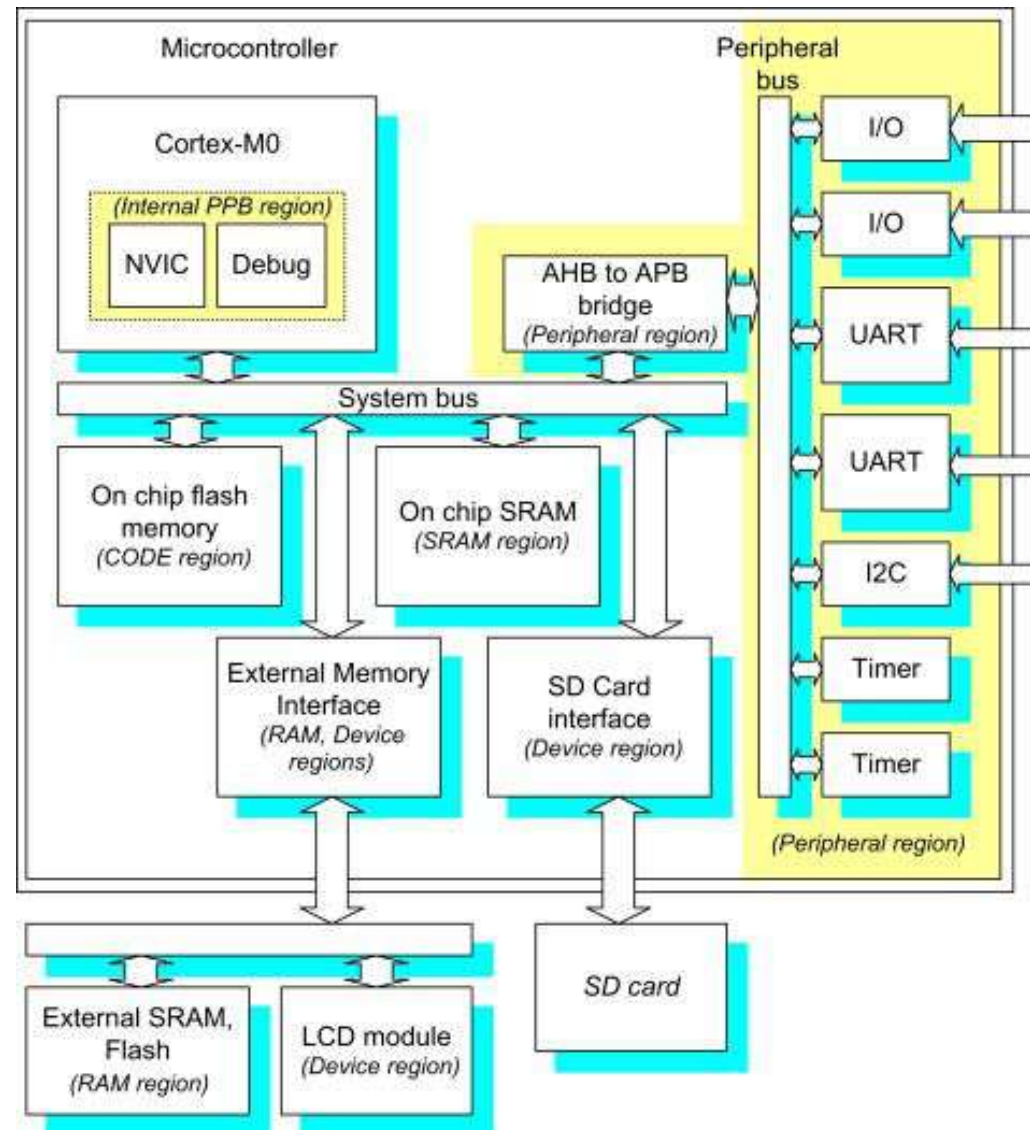 Microcontroller
Peripheral
bus
Cortex-M0
(Internal PPB region)
NVIC
Debug
AHB to APB
bridge
(Peripheral region)
System bus
On chip flash
memory
(CODE region)
On chip SRAM
(SRAM region)
External Memory
Interface
(RAM, Device
regions)
SD Card
interface
(Device region)
I/O
I/O
UART
UART
I2C
Timer
Timer
(Peripheral region)
External SRAM,
Flash
(RAM region)
LCD module
(Device region)
SD card